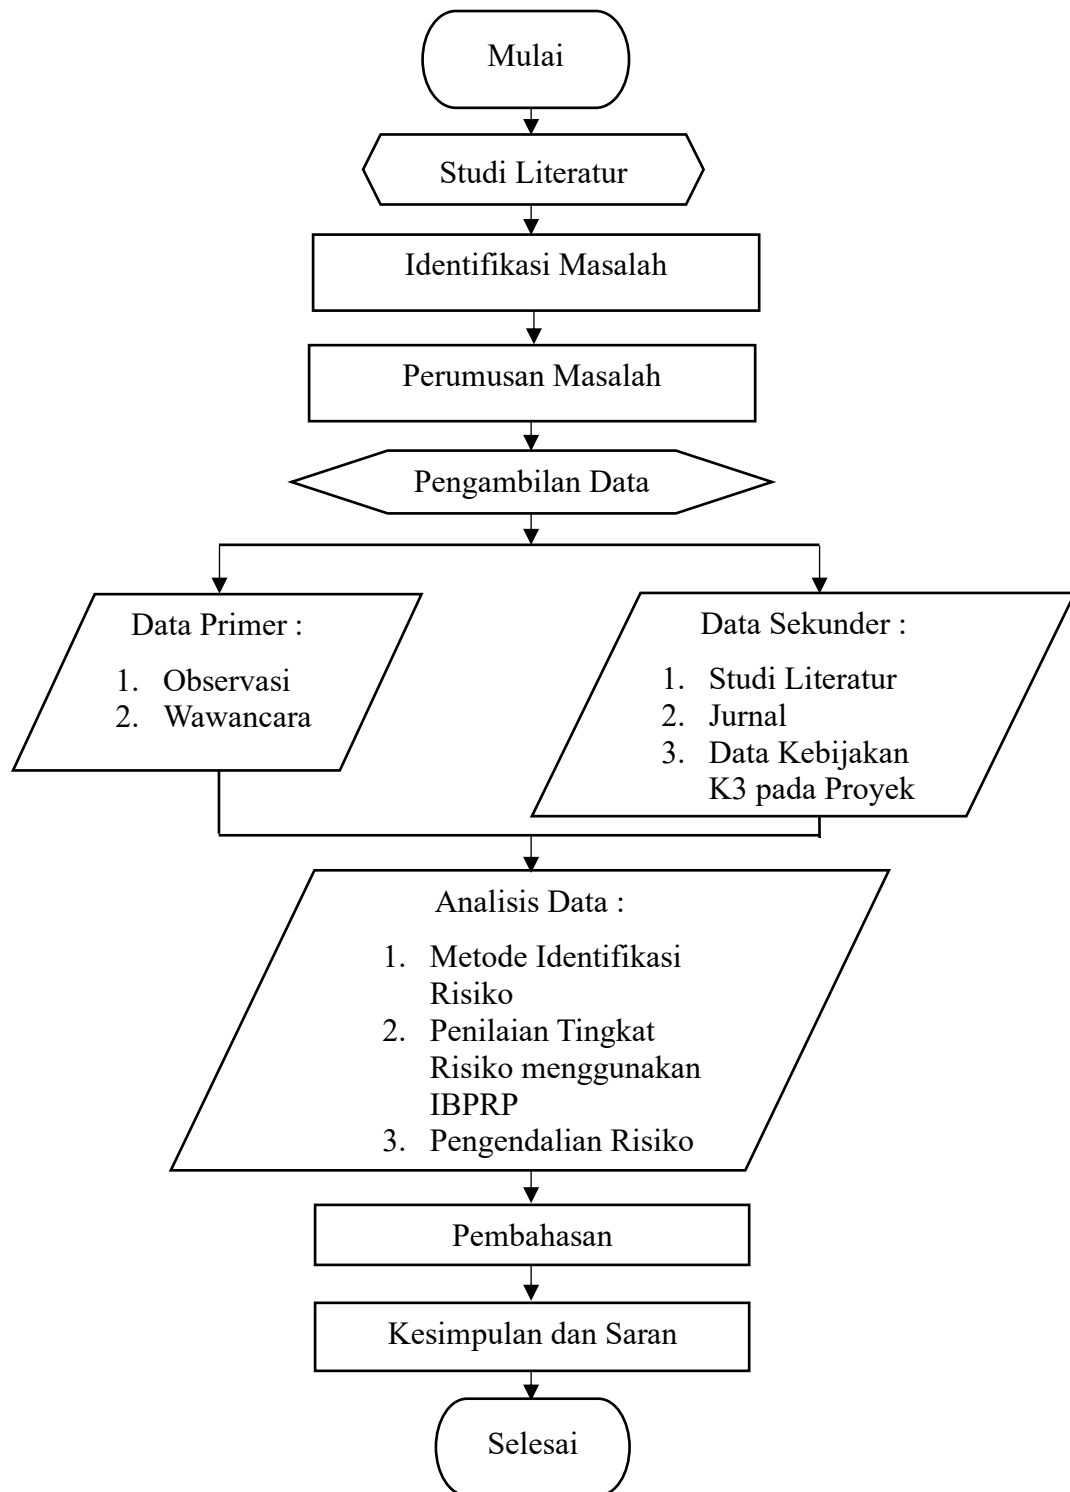 Mulai
Studi Literatur
Identifikasi Masalah
Perumusan Masalah
Pengambilan Data
Data Primer :
1. Observasi
2. Wawancara
Data Sekunder :
1. Studi Literatur
2. Jurnal
3. Data Kebijakan
K3 pada Proyek
Analisis Data :
1. Metode Identifikasi
Risiko
2. Penilaian Tingkat
Risiko menggunakan
IBPRP
3. Pengendalian Risiko
Pembahasan
Kesimpulan dan Saran
Selesai